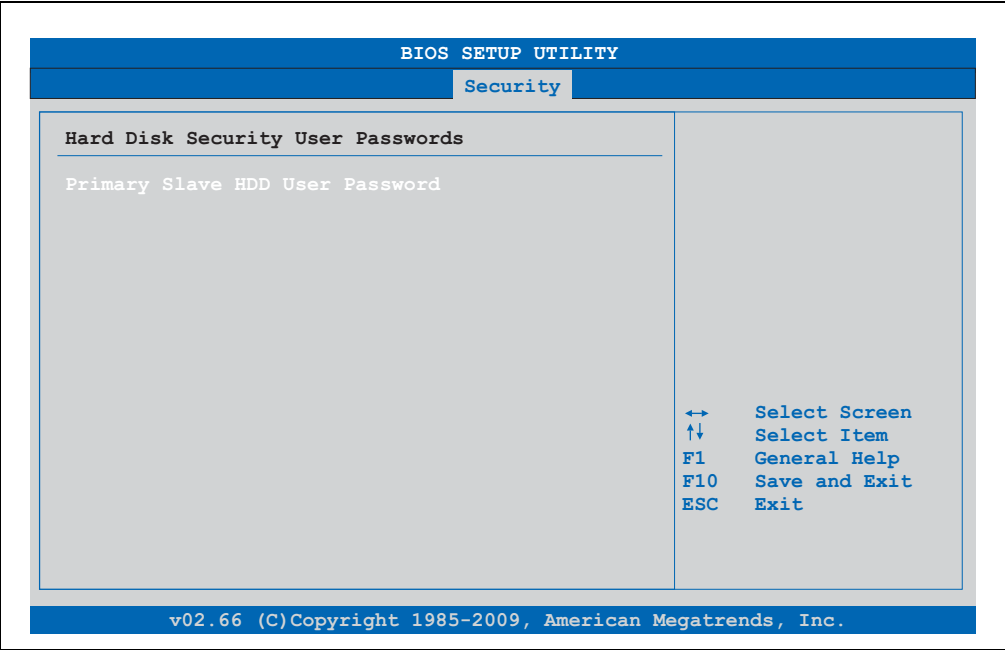 BIOS SETUP UTILITY
Security
Hard Disk Security User Passwords
Primary Slave HDD User Password
↔ Select Screen
↑↓ Select Item
F1 General Help
F10 Save and Exit
ESC Exit
v02.66 (C)Copyright 1985-2009, American Megatrends, Inc.